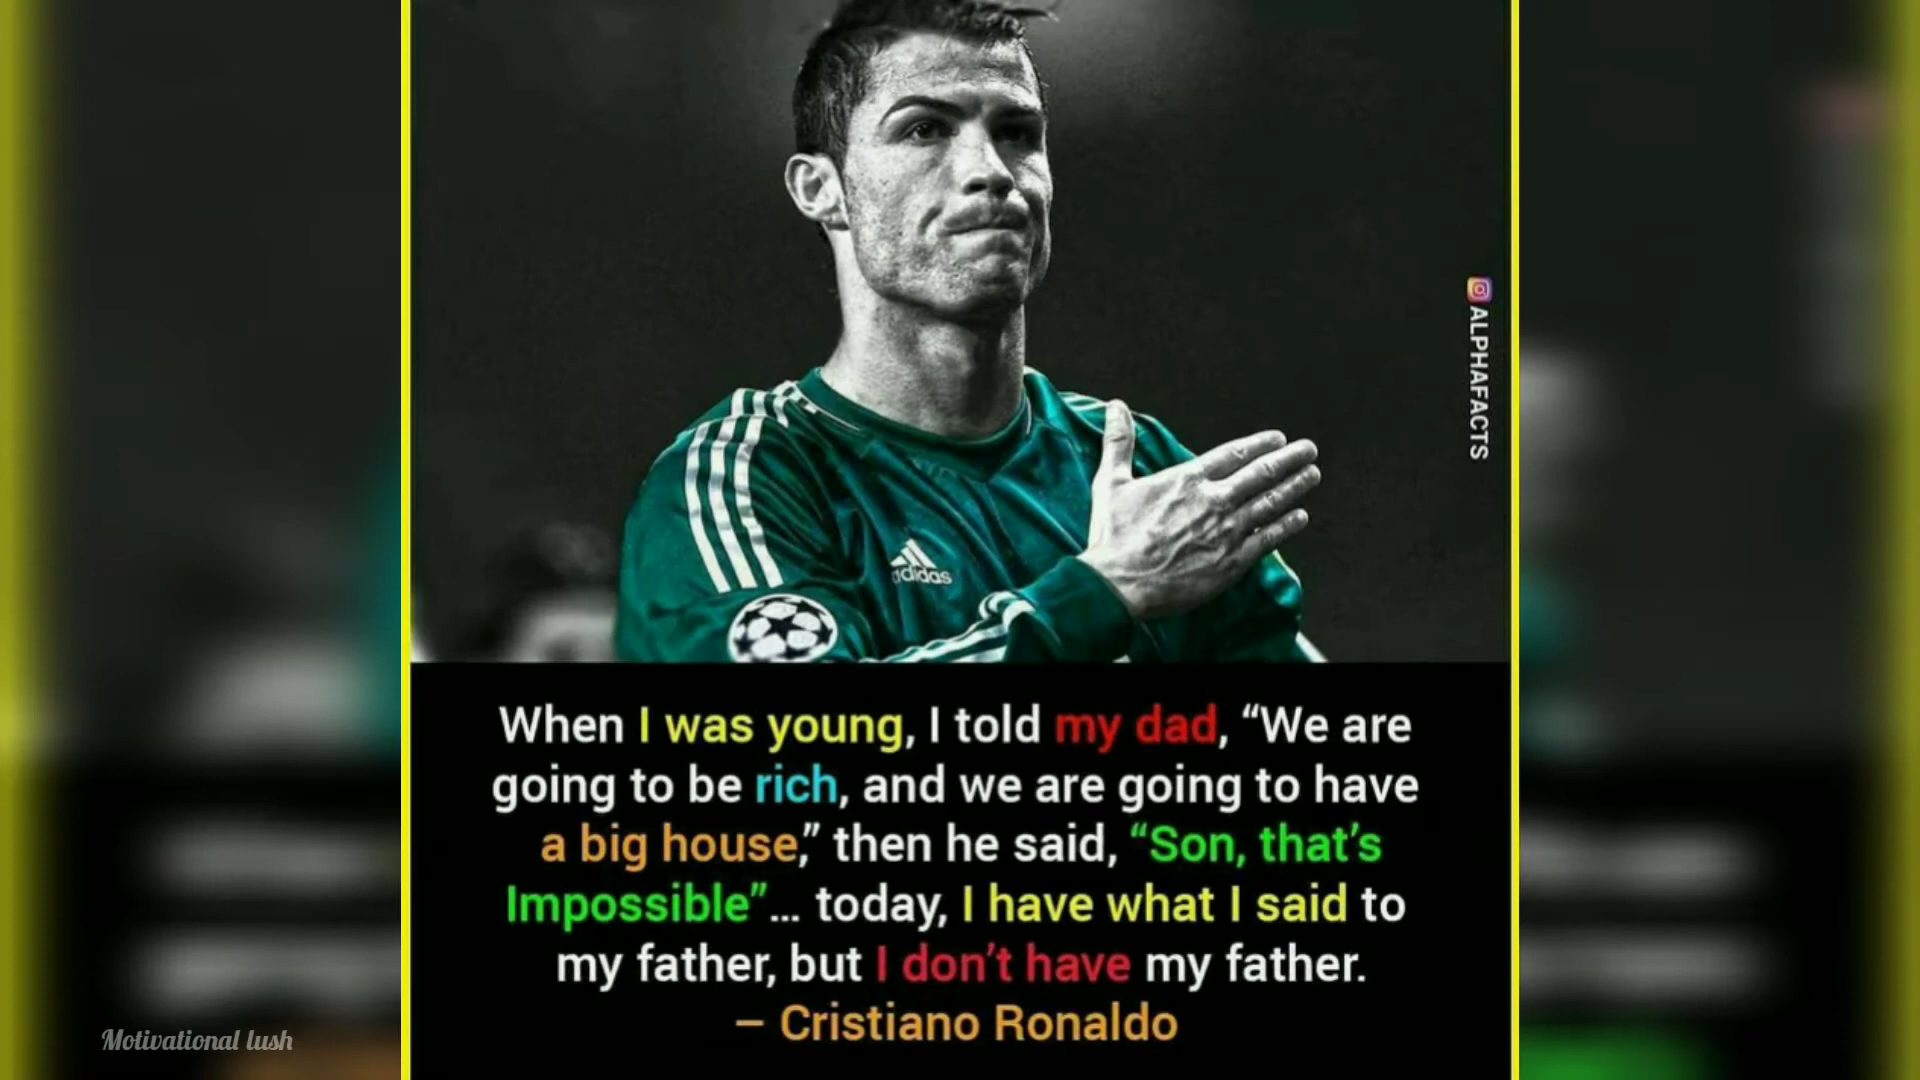 adidas
ALPHAFACTS
When I was young, I told my dad, “We are
going to be rich, and we are going to have
a big house,” then he said, “Son, that’s
Impossible”... today, I have what I said to
my father, but I don’t have my father.
– Cristiano Ronaldo
Motivational lush